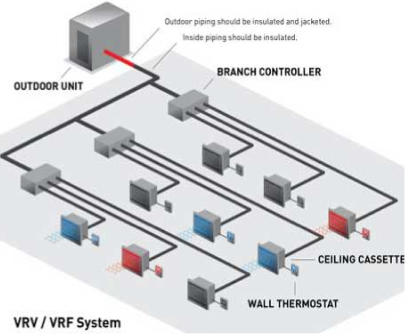 Outdoor piping should be insulated and jacketed.
Inside piping should be insulated.
OUTDOOR UNIT
BRANCH CONTROLLER
CEILING CASSETTE
WALL THERMOSTAT
VRV / VRF System